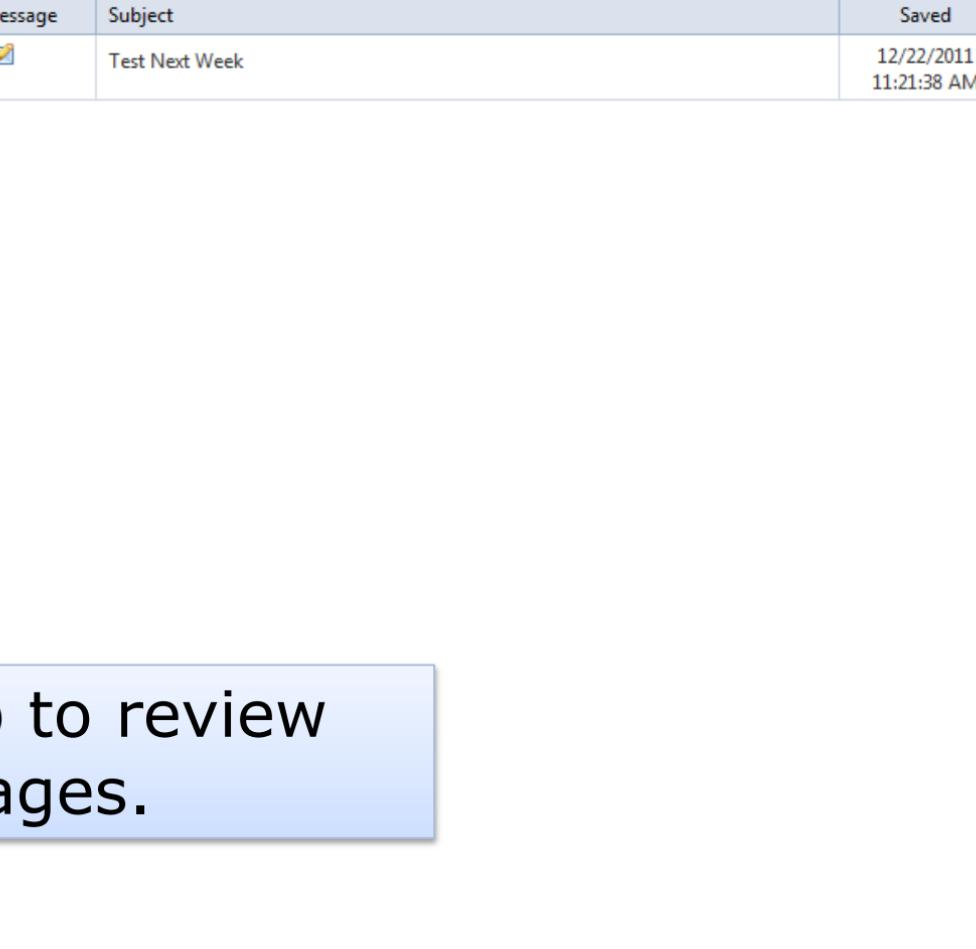 essage Subject Saved
Test Next Week 12/22/2011
11:21:38 AM
to review
ages.